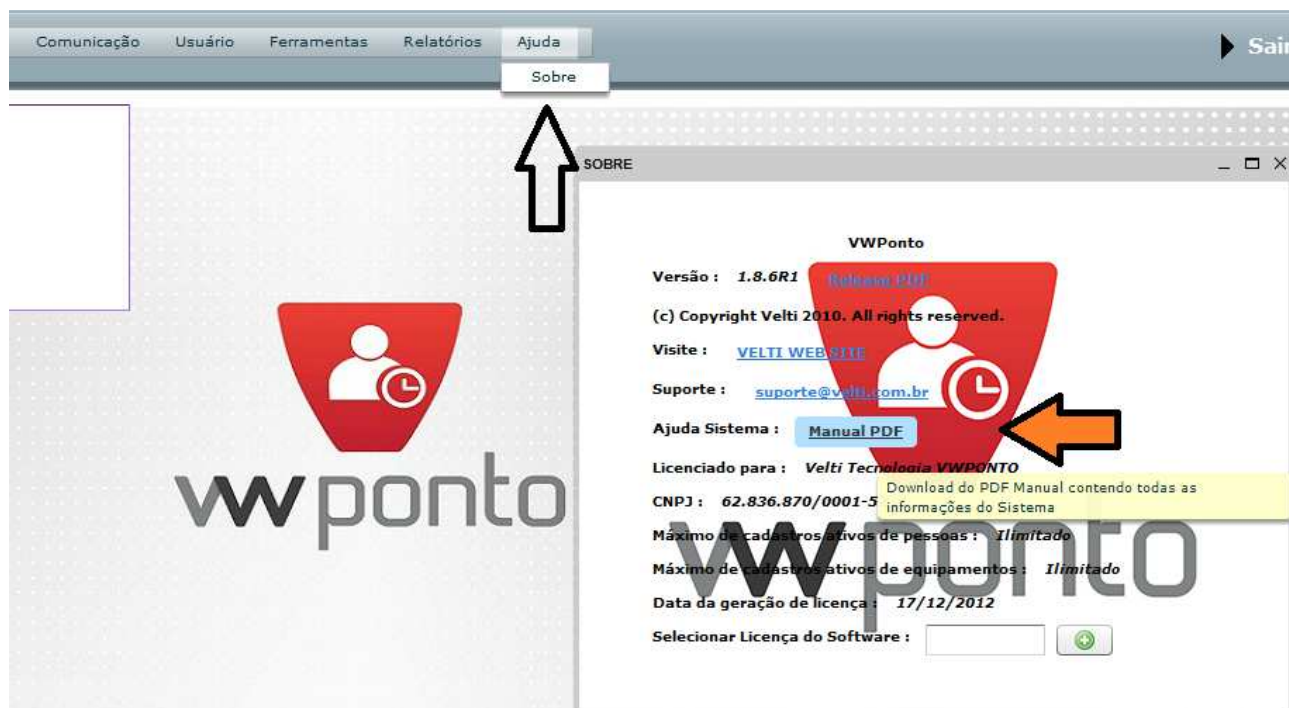 Comunicação Usuário Ferramentas Relatórios Ajuda
Sair
Sobre
SOBRE
VWPonto
Versão : 1.8.6R1 Release PDF
(c) Copyright Velti 2010. All rights reserved.
Visite : VELTI WEB SITE
Suporte : suporte@velti.com.br
Ajuda Sistema : Manual PDF
Licenciado para : Velti Tecnologia VWPONTO
Download do PDF Manual contendo todas as
informações do Sistema
CNPJ : 62.836.870/0001-5
Máximo de cadastros ativos de pessoas : Ilimitado
Máximo de cadastros ativos de equipamentos : Ilimitado
Data da geração de licença : 17/12/2012
Selecionar Licença do Software :
vwponto
vwponto